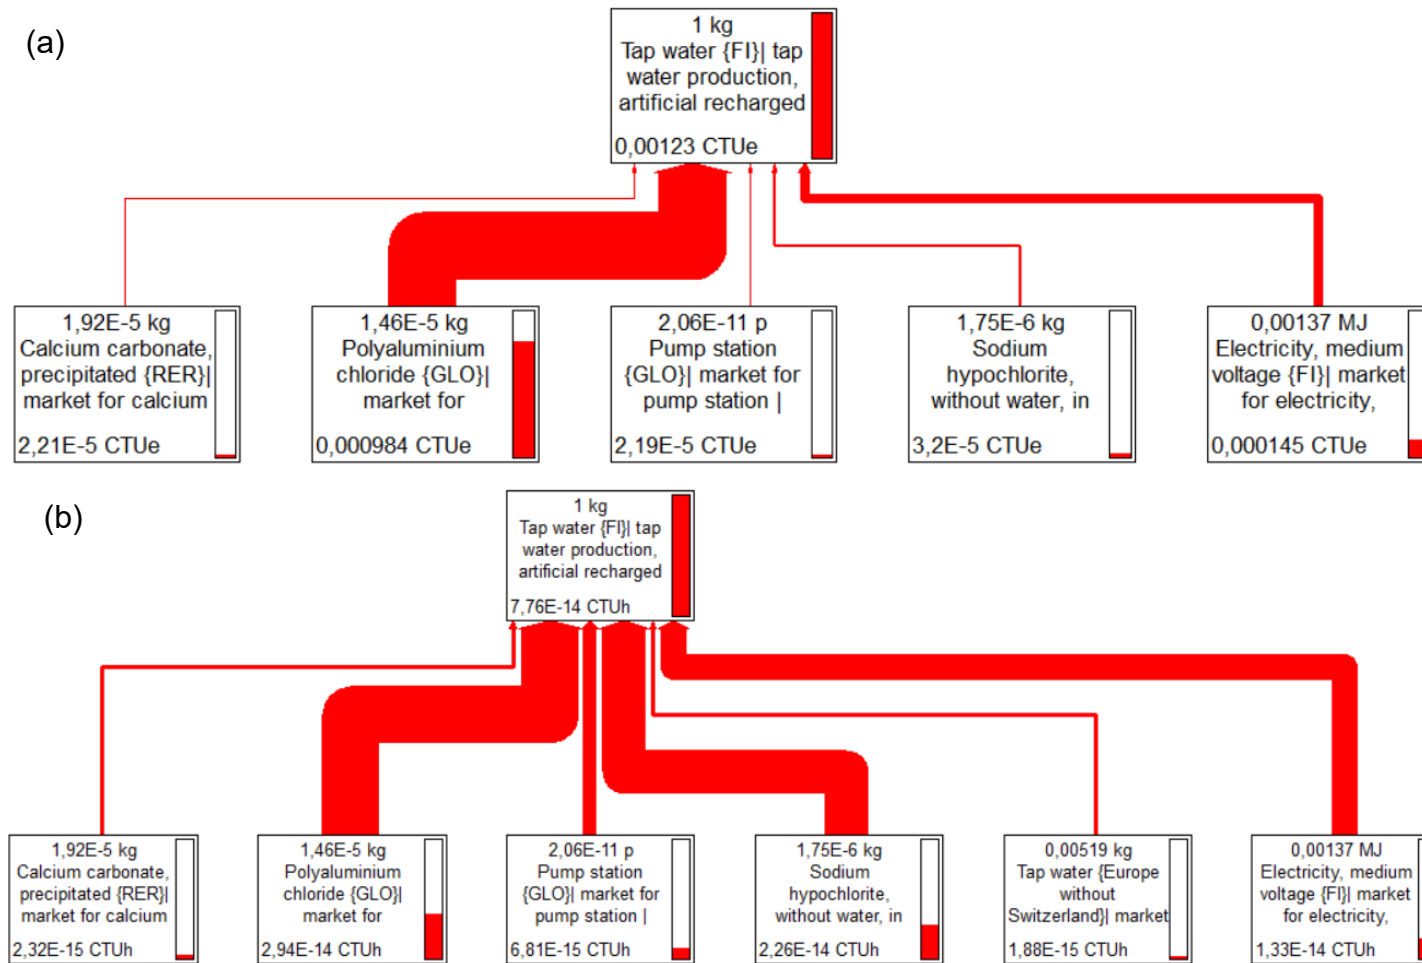 (a)
1 kg
Tap water {FI}| tap
water production,
artificial recharged
0,00123 CTUe
1,92E-5 kg
Calcium carbonate,
precipitated {RER}|
market for calcium
2,21E-5 CTUe
1,46E-5 kg
Polyaluminium
chloride {GLO}|
market for
0,000984 CTUe
2,06E-11 p
Pump station
{GLO}| market for
pump station |
2,19E-5 CTUe
1,75E-6 kg
Sodium
hypochlorite,
without water, in
3,2E-5 CTUe
0,00137 MJ
Electricity, medium
voltage {FI}| market
for electricity,
0,000145 CTUe
(b)
1 kg
Tap water {FI}| tap
water production,
artificial recharged
7,76E-14 CTUh
1,92E-5 kg
Calcium carbonate,
precipitated {RER}|
market for calcium
2,32E-15 CTUh
1,46E-5 kg
Polyaluminium
chloride {GLO}|
market for
2,94E-14 CTUh
2,06E-11 p
Pump station
{GLO}| market for
pump station |
6,81E-15 CTUh
1,75E-6 kg
Sodium
hypochlorite,
without water, in
2,26E-14 CTUh
0,00519 kg
Tap water {Europe
without
Switzerland}| market
1,88E-15 CTUh
0,00137 MJ
Electricity, medium
voltage {FI}| market
for electricity,
1,33E-14 CTUh